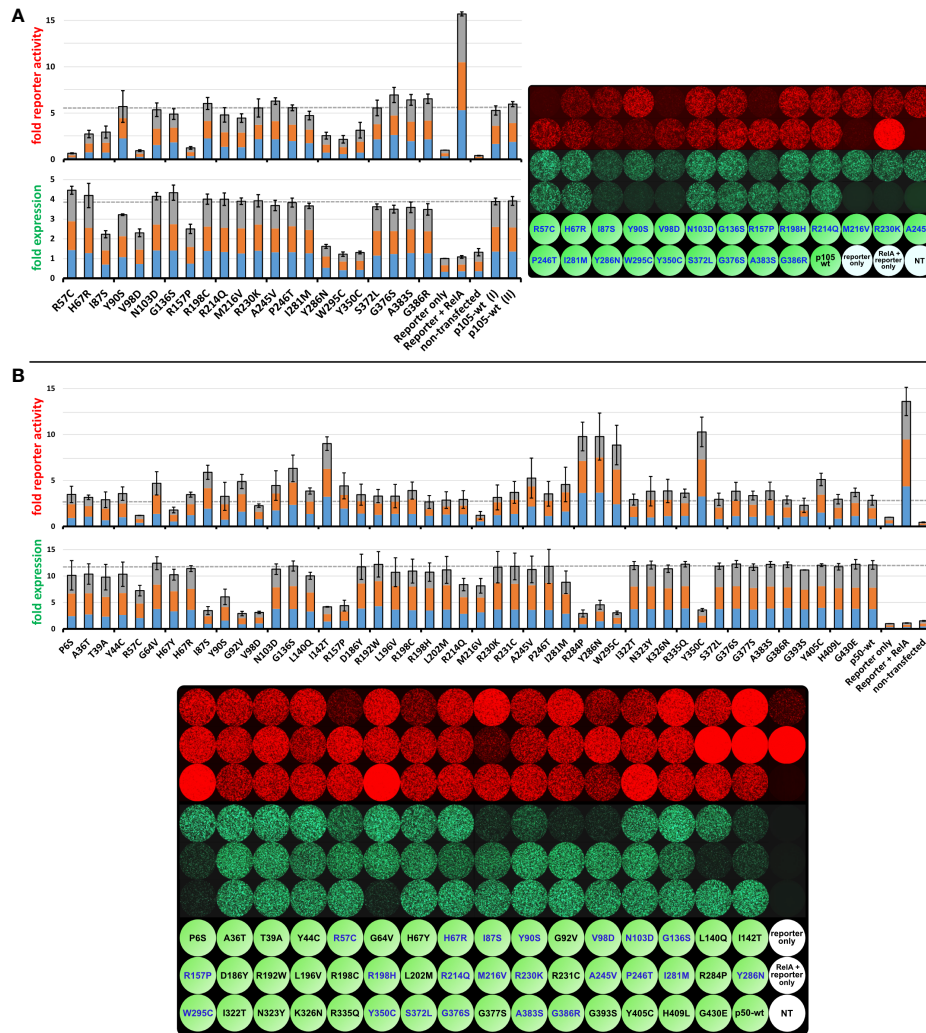 A
fold reporter activity
15
10
5
0
fold expression
5
4
3
2
1
0
R57C
H67R
I87S
Y90S
V98D
N103D
G136S
R157P
R198C
R214Q
M216V
R230K
A245V
P246T
I281M
Y286N
W295C
Y350C
S372L
G376S
A383S
G386R
Reporter only
Reporter + RelA
non-transfected
p105-wt (I)
p105-wt (II)
R57C H67R I87S Y90S V98D N103D G136S R157P R198H R214Q M216V R230K A245
P246T I281M Y286N W295C Y350C S372L G376S A383S G386R p105 wt reporter only RelA + reporter only NT
B
fold reporter activity
15
10
5
0
fold expression
15
10
5
0
P6S
A36T
T39A
Y44C
R57C
G64V
H67Y
H67R
I87S
Y90S
G92V
V98D
N103D
G136S
L140Q
I142T
R157P
D186Y
R192W
L196V
R198C
R198H
L202M
R214Q
M216V
R230K
R231C
A245V
P246T
I281M
R284P
Y286N
W295C
I322T
N323Y
K326N
R335Q
Y350C
S372L
G376S
G377S
A383S
G386R
G393S
Y405C
H409L
G430E
p50-wt
Reporter only
Reporter + RelA
non-transfected
P6S A36T T39A Y44C R57C G64V H67Y H67R I87S Y90S G92V V98D N103D G136S L140Q I142T reporter only
R157P D186Y R192W L196V R198C R198H L202M R214Q M216V R230K R231C A245V P246T I281M R284P Y286N RelA + reporter only
W295C I322T N323Y K326N R335Q Y350C S372L G376S G377S A383S G386R G393S Y405C H409L G430E p50-wt NT